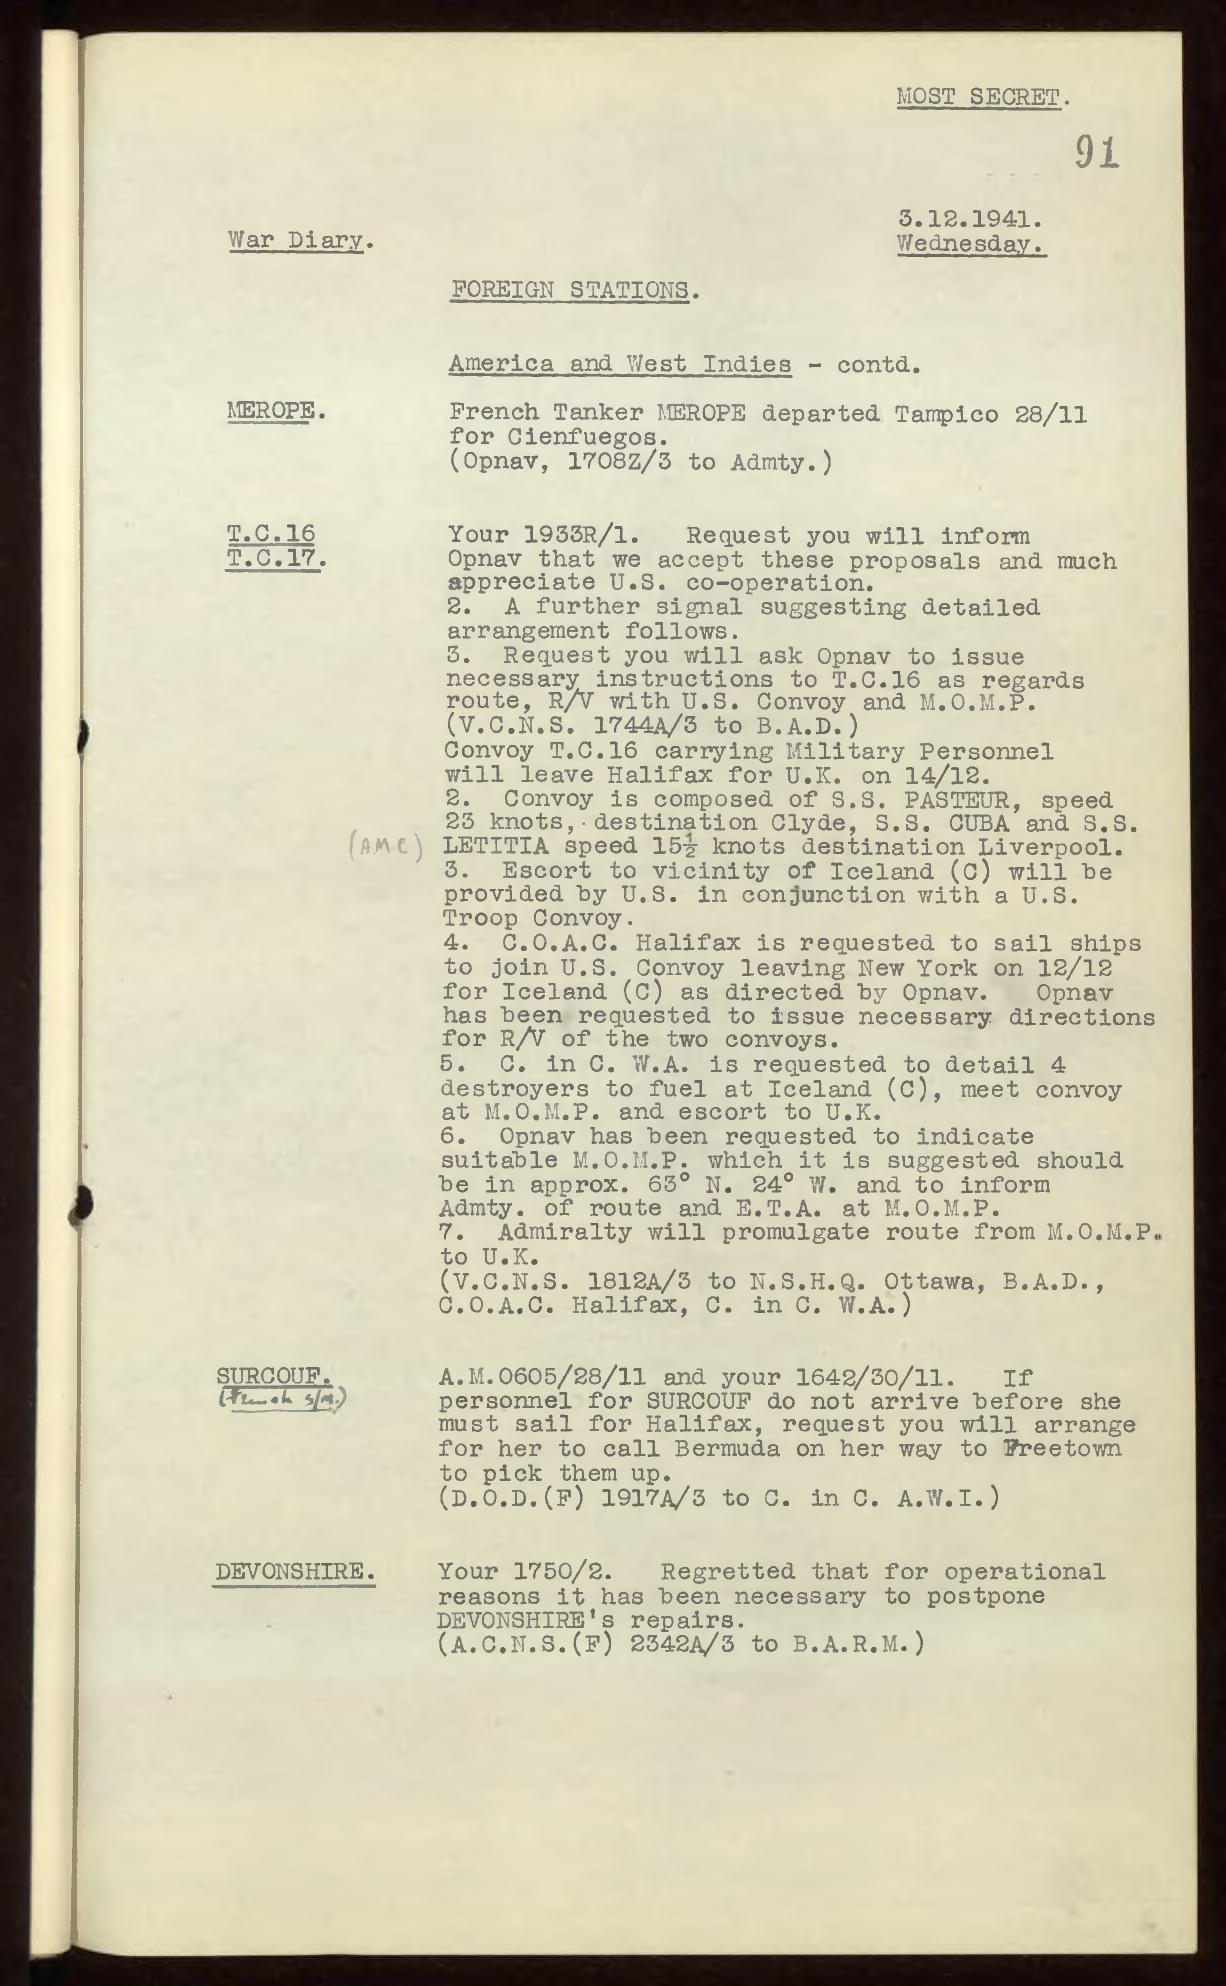 MOST SECRET.
91
3.12.1941.
War Diary.
Wednesday.
FOREIGN STATIONS.
America and West Indies - contd.
MEROPE.
French Tanker MEROPE departed Tampico 28/11
for Cienfuegos.
(Opnav, 1708Z/3 to Admty.)
T.C.16
T.C.17.
Your 1933R/1. Request you will inform
Opnav that we accept these proposals and much
appreciate U.S. co-operation.
2. A further signal suggesting detailed
arrangement follows.
3. Request you will ask Opnav to issue
necessary instructions to T.C.16 as regards
route, R/V with U.S. Convoy and M.O.M.P.
(V.C.N.S. 1744A/3 to B.A.D.)
Convoy T.C.16 carrying Military Personnel
will leave Halifax for U.K. on 14/12.
2. Convoy is composed of S.S. PASTEUR, speed
23 knots, destination Clyde, S.S. CUBA and S.S.
(AMC) LETITIA speed 15½ knots destination Liverpool.
3. Escort to vicinity of Iceland (C) will be
provided by U.S. in conjunction with a U.S.
Troop Convoy.
4. C.O.A.C. Halifax is requested to sail ships
to join U.S. Convoy leaving New York on 12/12
for Iceland (C) as directed by Opnav. Opnav
has been requested to issue necessary directions
for R/V of the two convoys.
5. C. in C. W.A. is requested to detail 4
destroyers to fuel at Iceland (C), meet convoy
at M.O.M.P. and escort to U.K.
6. Opnav has been requested to indicate
suitable M.O.M.P. which it is suggested should
be in approx. 63° N. 24° W. and to inform
Admty. of route and E.T.A. at M.O.M.P.
7. Admiralty will promulgate route from M.O.M.P.
to U.K.
(V.C.N.S. 1812A/3 to N.S.H.Q. Ottawa, B.A.D.,
C.O.A.C. Halifax, C. in C. W.A.)
SURCOUF.
(French S/M.)
A.M.0605/28/11 and your 1642/30/11. If
personnel for SURCOUF do not arrive before she
must sail for Halifax, request you will arrange
for her to call Bermuda on her way to Freetown
to pick them up.
(D.O.D.(F) 1917A/3 to C. in C. A.W.I.)
DEVONSHIRE.
Your 1750/2. Regretted that for operational
reasons it has been necessary to postpone
DEVONSHIRE's repairs.
(A.C.N.S.(F) 2342A/3 to B.A.R.M.)